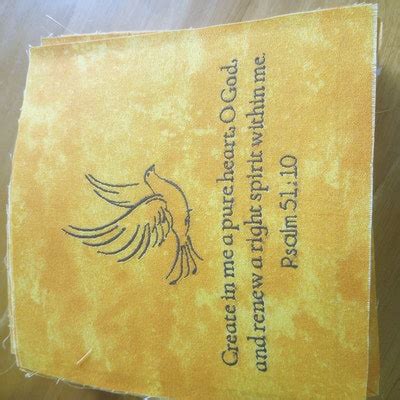 Create in me a pure heart, O God,
and renew a right spirit within me.
Psalm 51:10